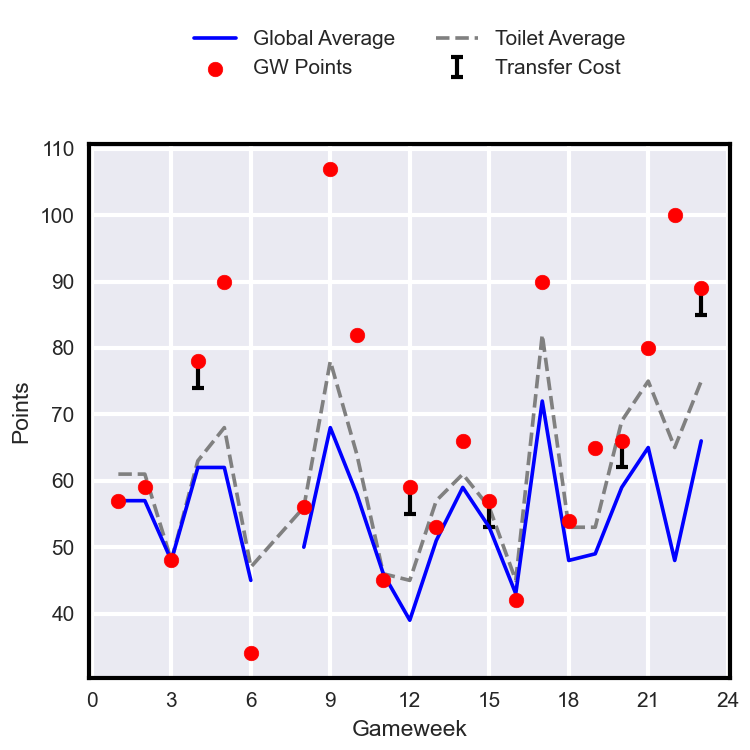 Global Average
Toilet Average
GW Points
Transfer Cost
110
100
90
80
70
60
50
40
Points
0 3 6 9 12 15 18 21 24
Gameweek